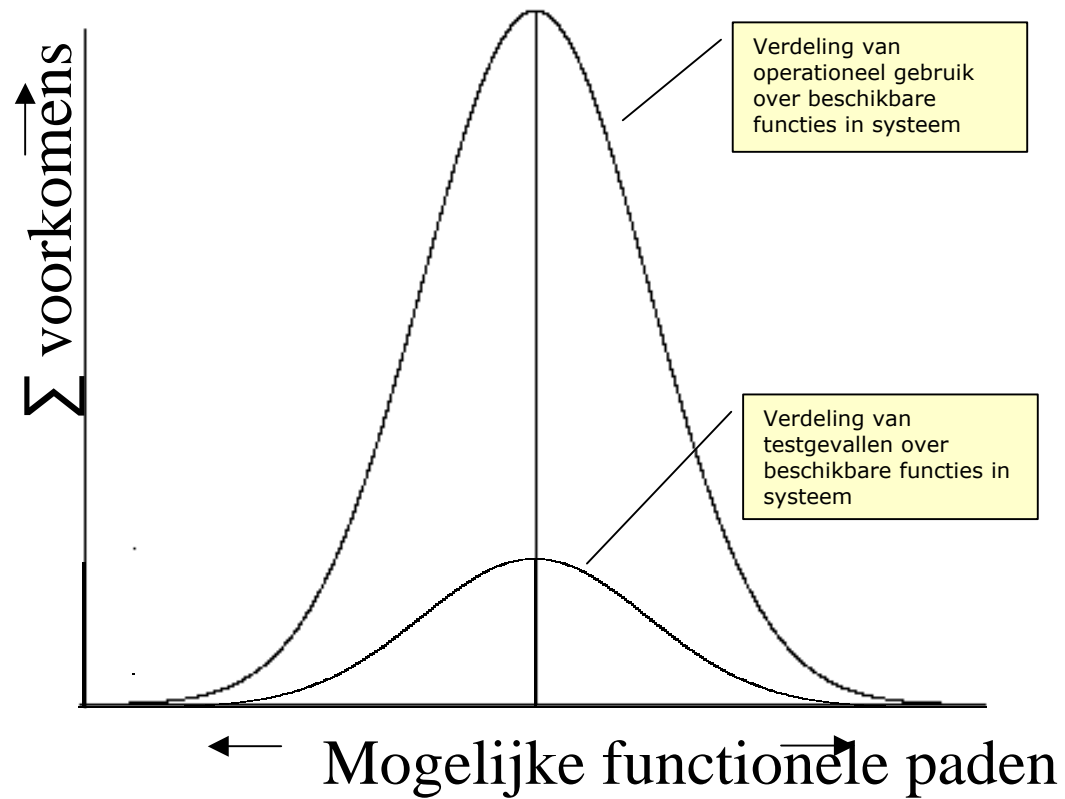 ∑ voorkomens
Verdeling van
operationeel gebruik
over beschikbare
functies in systeem
Verdeling van
testgevallen over
beschikbare functies in
systeem
Mogelijke functionele paden